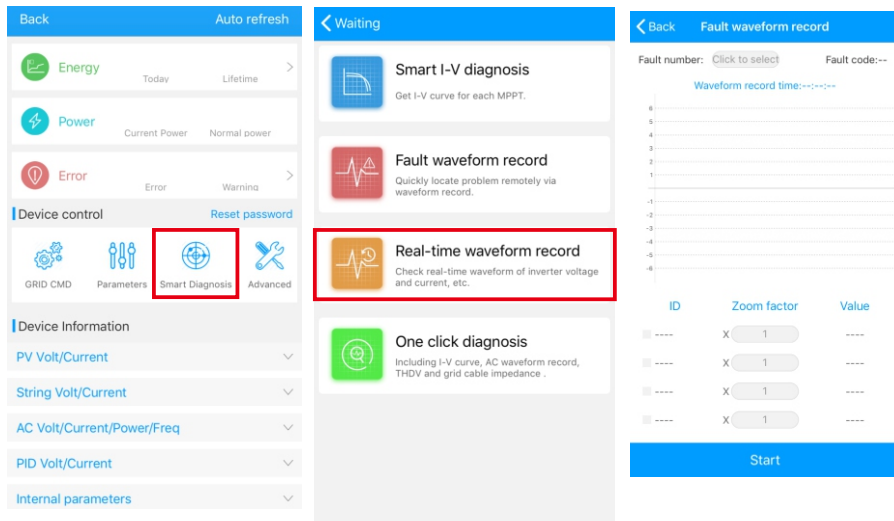 Back Auto refresh
Energy
Today Lifetime
Power
Current Power Normal power
Error
Error Warning
Device control Reset password
GRID CMD Parameters Smart Diagnosis Advanced
Device Information
PV Volt/Current
String Volt/Current
AC Volt/Current/Power/Freq
PID Volt/Current
Internal parameters
Waiting
Smart I-V diagnosis
Get I-V curve for each MPPT.
Fault waveform record
Quickly locate problem remotely via
waveform record.
Real-time waveform record
Check real-time waveform of inverter voltage
and current, etc.
One click diagnosis
Including I-V curve, AC waveform record,
THDV and grid cable impedance .
Back Fault waveform record
Fault number: Click to select Fault code:--
Waveform record time:--:--:--
6
5
4
3
2
1
-1
-2
-3
-4
-5
-6
ID Zoom factor Value
---- X 1 ----
---- X 1 ----
---- X 1 ----
---- X 1 ----
Start